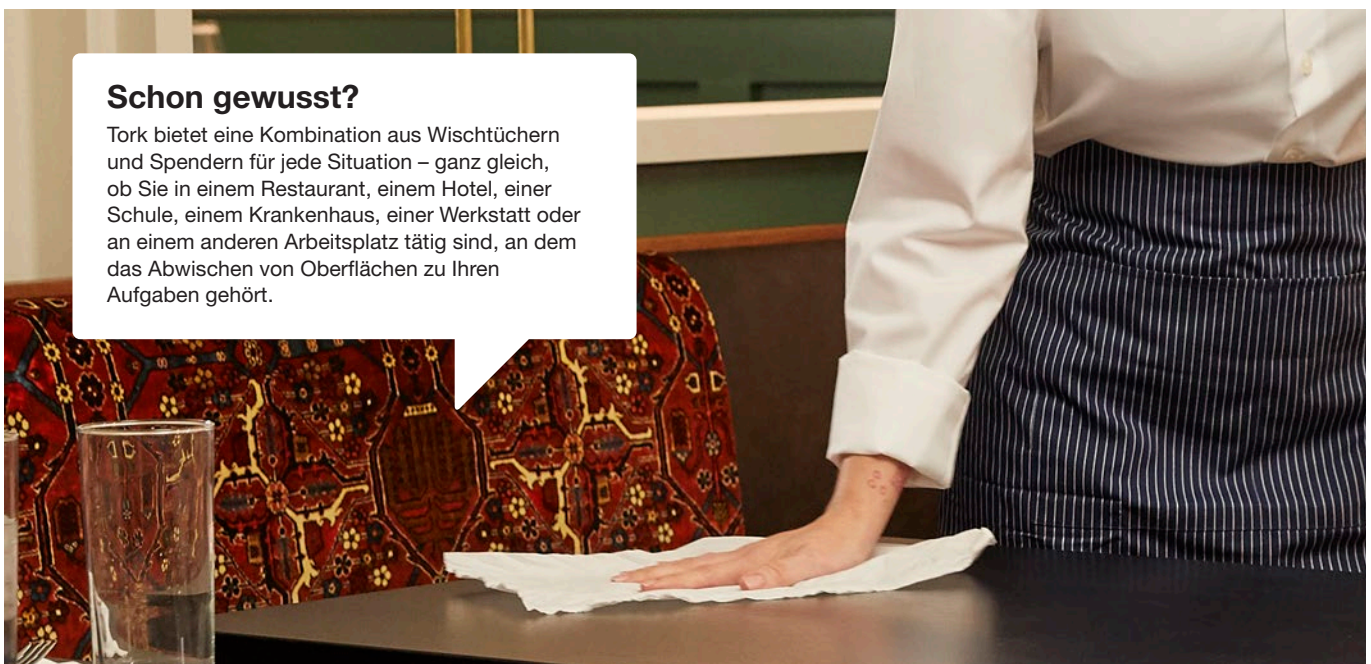 Schon gewusst?
Tork bietet eine Kombination aus Wischtüchern
und Spendern für jede Situation – ganz gleich,
ob Sie in einem Restaurant, einem Hotel, einer
Schule, einem Krankenhaus, einer Werkstatt oder
an einem anderen Arbeitsplatz tätig sind, an dem
das Abwischen von Oberflächen zu Ihren
Aufgaben gehört.